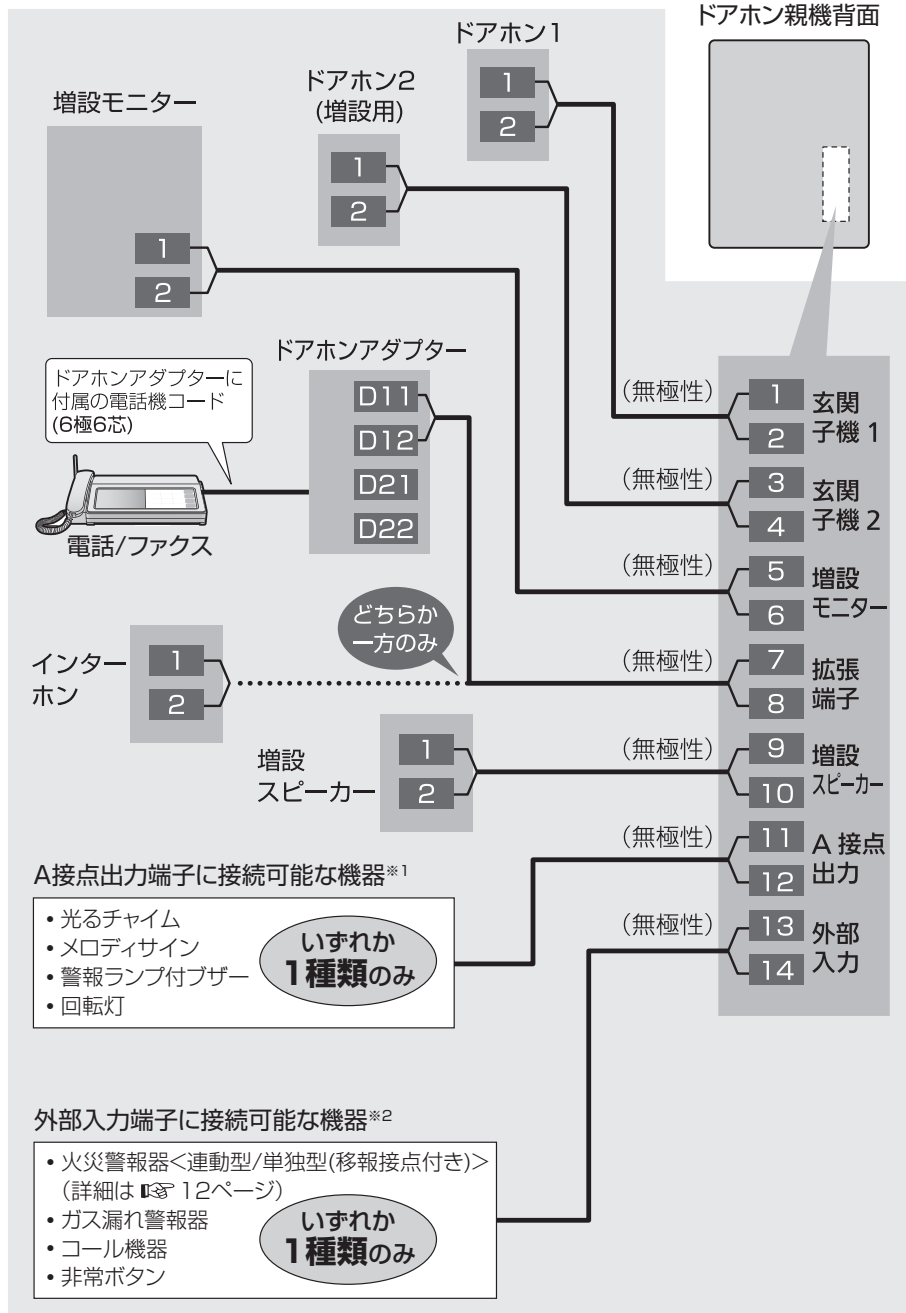 ドアホン親機背面
ドアホン1
1
2
ドアホン2
(増設用)
1
2
増設モニター
1
2
ドアホンアダプター
D11
D12
D21
D22
ドアホンアダプターに
付属の電話機コード
(6極6芯)
電話/ファクス
どちらか
一方のみ
インター
ホン
1
2
増設
スピーカー
1
2
(無極性)
1
2
玄関
子機 1
(無極性)
3
4
玄関
子機 2
(無極性)
5
6
増設
モニター
(無極性)
7
8
拡張
端子
(無極性)
9
10
増設
スピーカー
(無極性)
11
12
A 接点
出力
(無極性)
13
14
外部
入力
A接点出力端子に接続可能な機器※1
• 光るチャイム
• メロディサイン
• 警報ランプ付ブザー
• 回転灯
いずれか
1種類のみ
外部入力端子に接続可能な機器※2
• 火災警報器<連動型/単独型(移報接点付き)>
(詳細は ☞ 12ページ)
• ガス漏れ警報器
• コール機器
• 非常ボタン
いずれか
1種類のみ